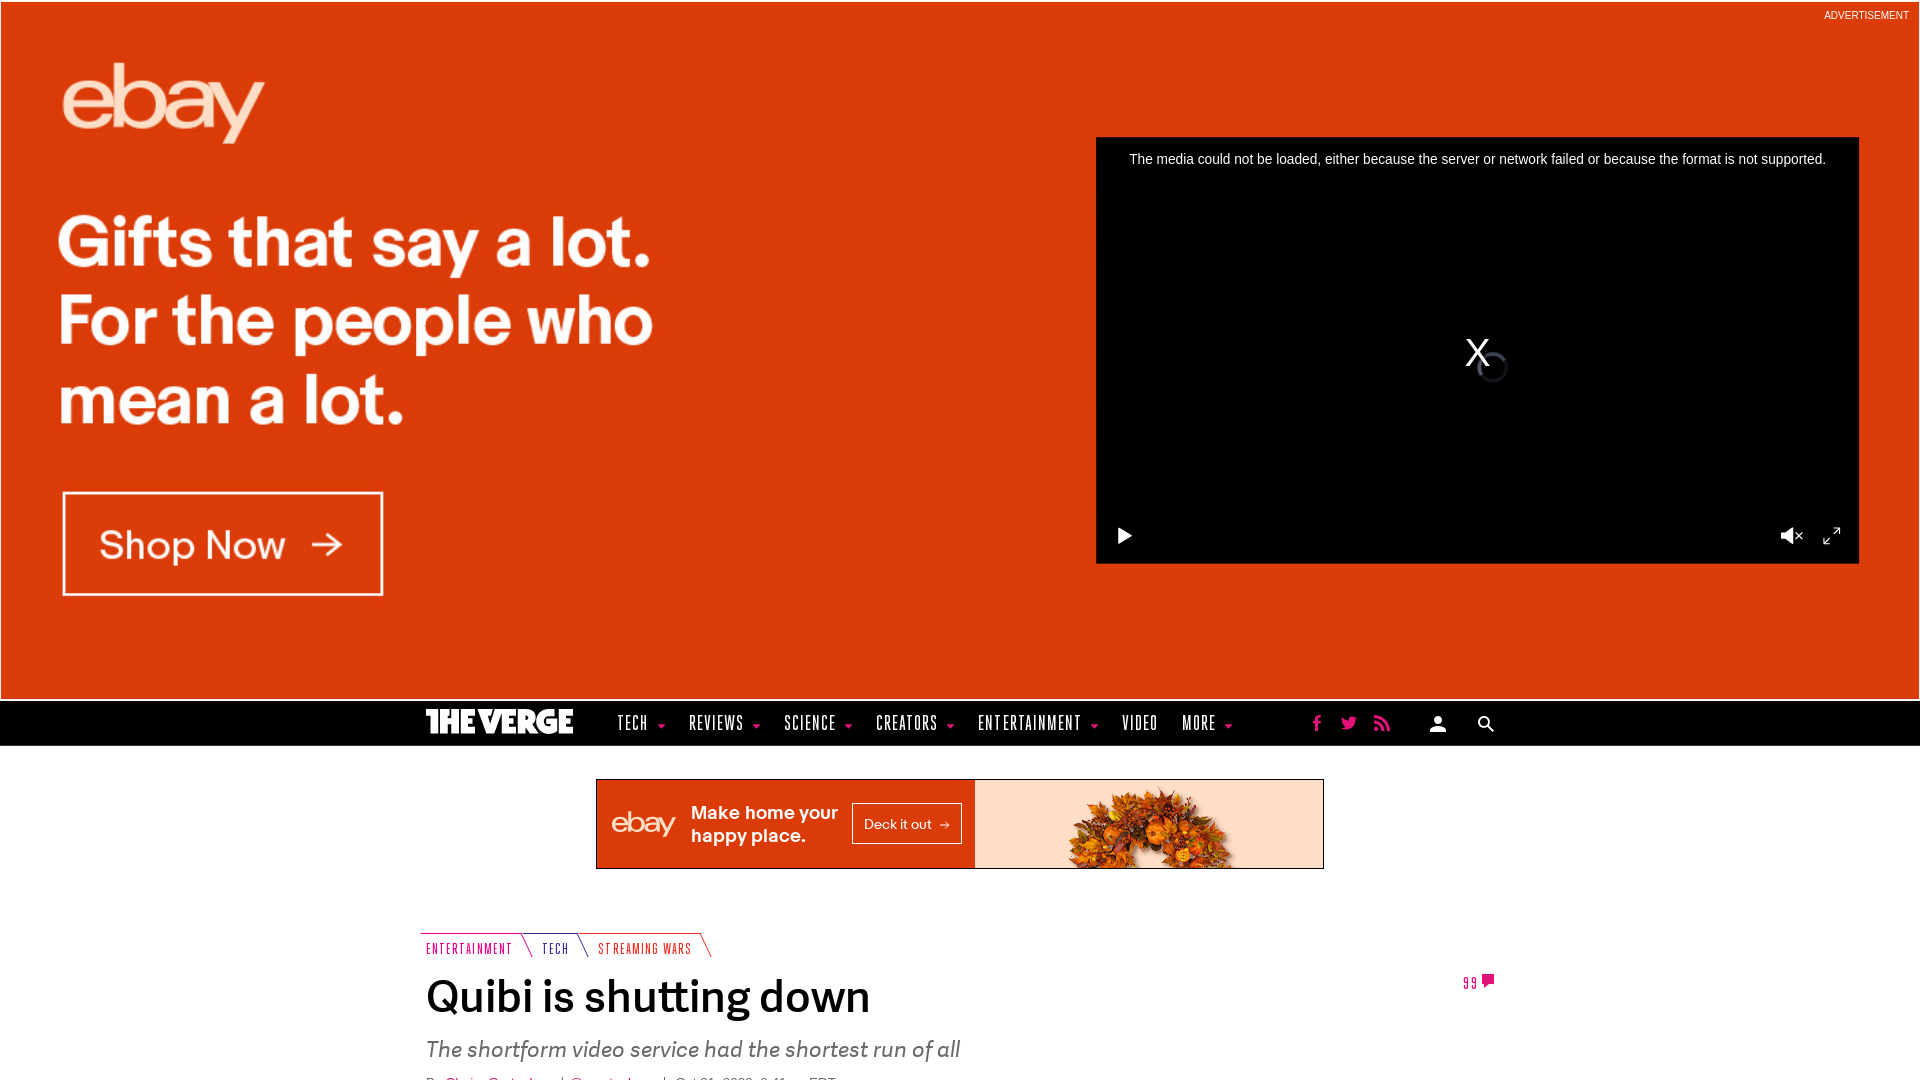 ADVERTISEMENT
ebay
Gifts that say a lot.
For the people who
mean a lot.
Shop Now →
The media could not be loaded, either because the server or network failed or because the format is not supported.
X
THE VERGE
TECH
REVIEWS
SCIENCE
CREATORS
ENTERTAINMENT
VIDEO
MORE
ebay
Make home your
happy place.
Deck it out →
ENTERTAINMENT
TECH
STREAMING WARS
Quibi is shutting down
99
The shortform video service had the shortest run of all